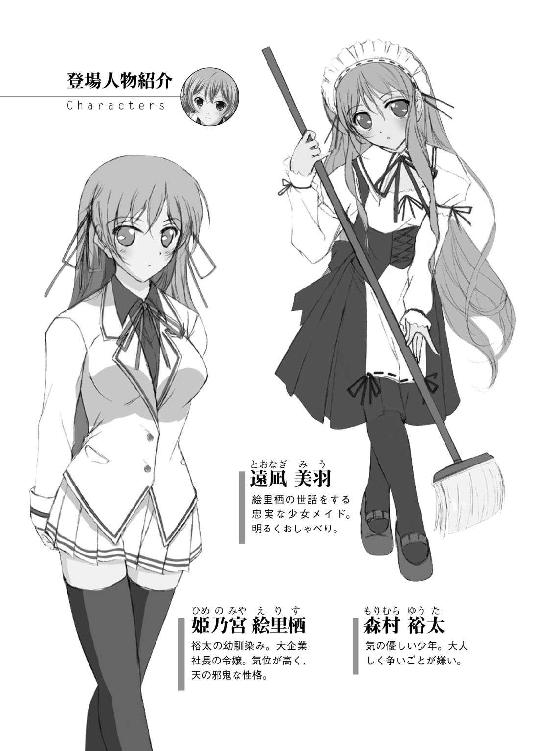 登場人物紹介
Characters
とおなぎ みう
遠凪 美羽
絵里栖の世話をする
忠実な少女メイド。
明るくおしゃべり。
ひめのみや えりす
姫乃宮 絵里栖
裕太の幼馴染み。大企業
社長の令嬢。気位が高く、
天の邪鬼な性格。
もりむら ゆうた
森村 裕太
気の優しい少年。大人
しく争いごとが嫌い。